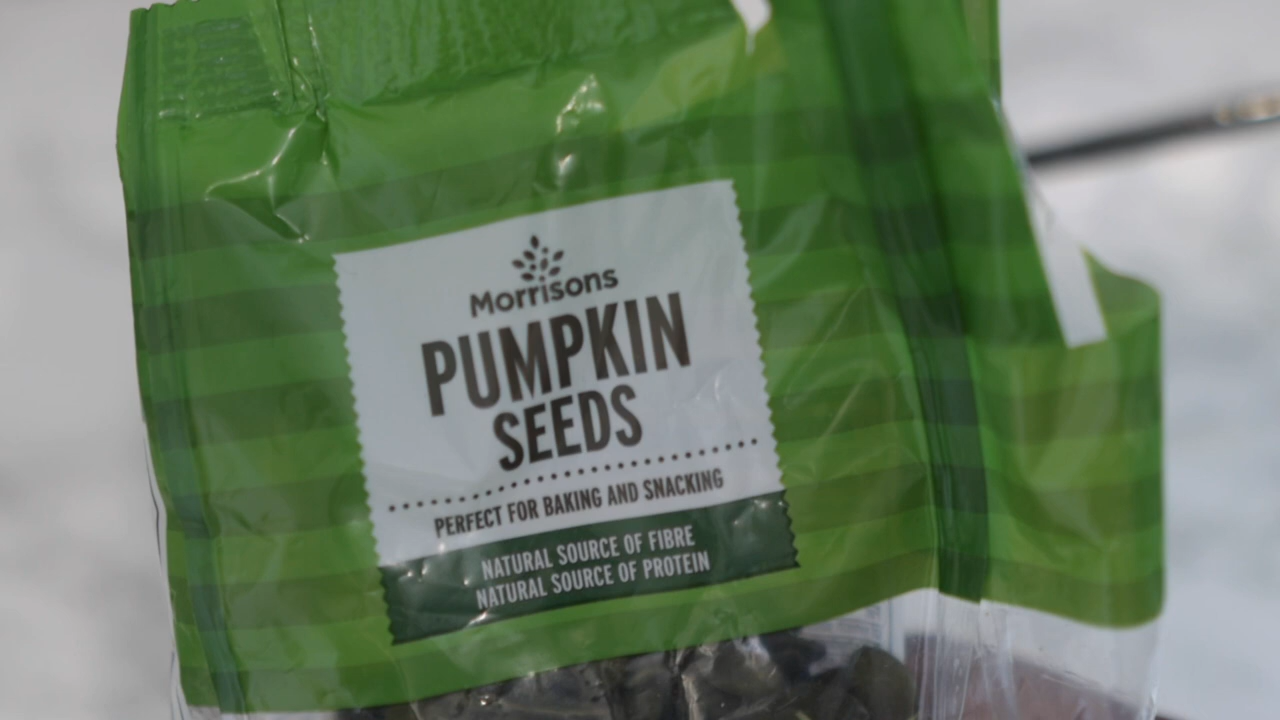 Morrisons
PUMPKIN
SEEDS
PERFECT FOR BAKING AND SNACKING
NATURAL SOURCE OF FIBRE
NATURAL SOURCE OF PROTEIN